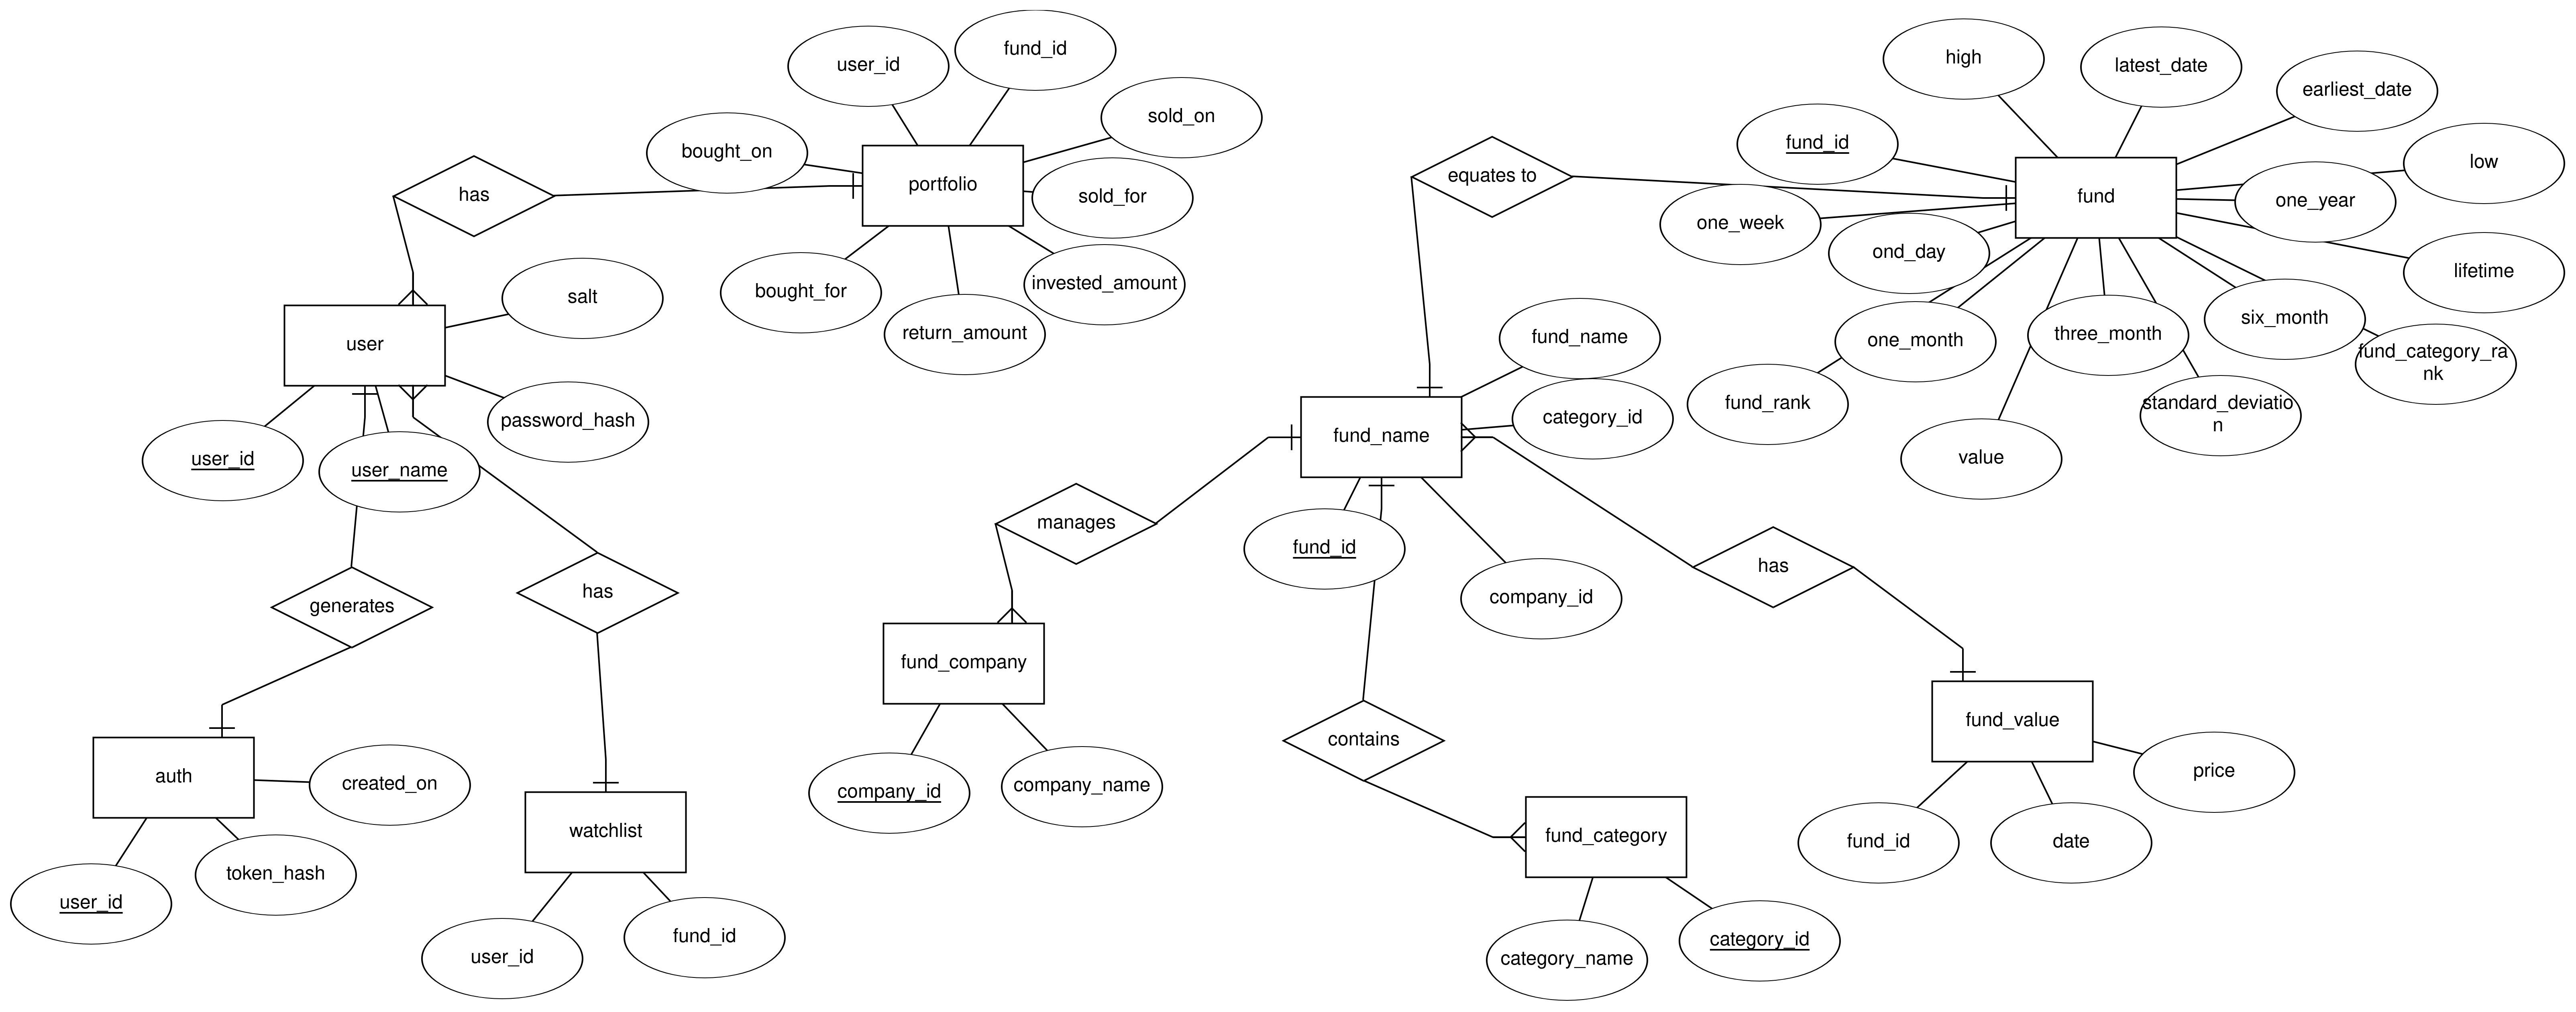 fund_id
user_id
high
latest_date
earliest_date
sold_on
bought_on
fund_id
low
has
portfolio
sold_for
equates to
fund
one_year
one_week
ond_day
lifetime
salt
bought_for
invested_amount
return_amount
user
fund_name
one_month
three_month
six_month
fund_category_ra
nk
fund_rank
standard_deviatio
n
password_hash
category_id
fund_name
value
user_id
user_name
manages
fund_id
has
company_id
generates
has
fund_company
contains
fund_value
auth
created_on
company_id
company_name
price
watchlist
fund_category
fund_id
date
user_id
token_hash
user_id
fund_id
category_name
category_id